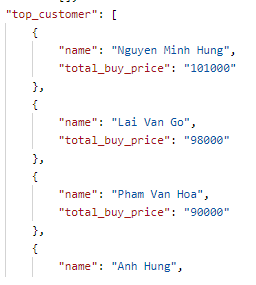 "top_customer": [
{
"name": "Nguyen Minh Hung",
"total_buy_price": "101000"
},
{
"name": "Lai Van Go",
"total_buy_price": "98000"
},
{
"name": "Pham Van Hoa",
"total_buy_price": "90000"
},
{
"name": "Anh Hung",